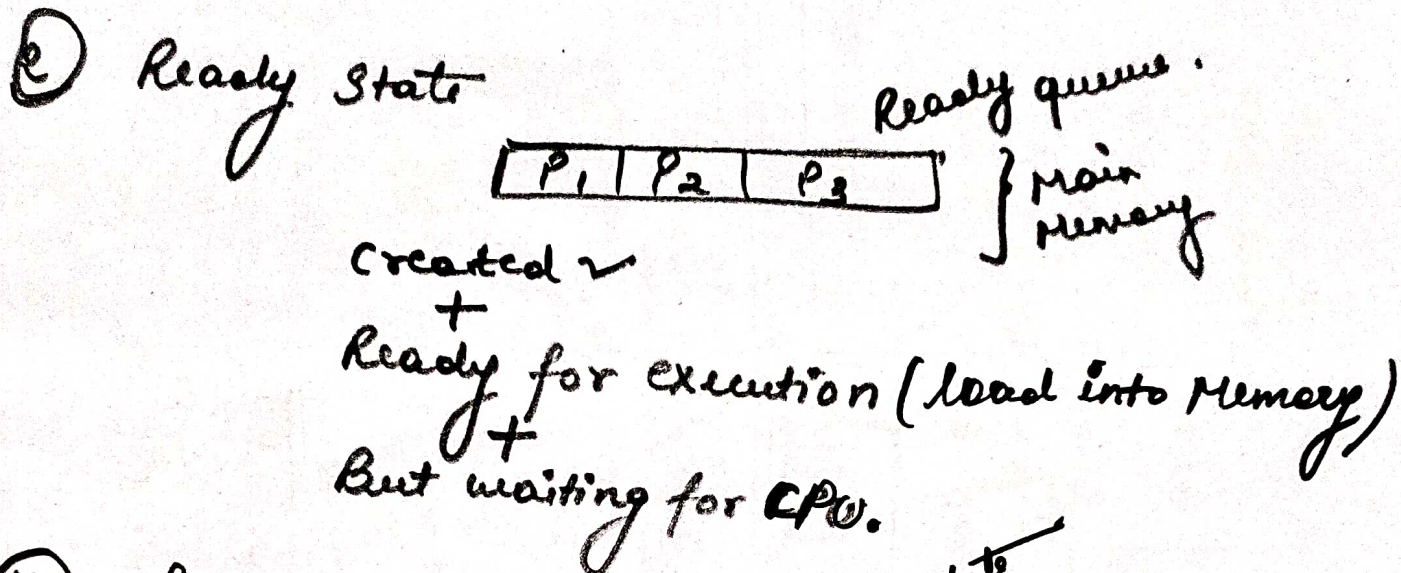 ② Ready State
Ready queue.
P1 P2 P3
Main
Memory
Created ✓
+
Ready for execution (load into Memory)
+
But waiting for CPU.